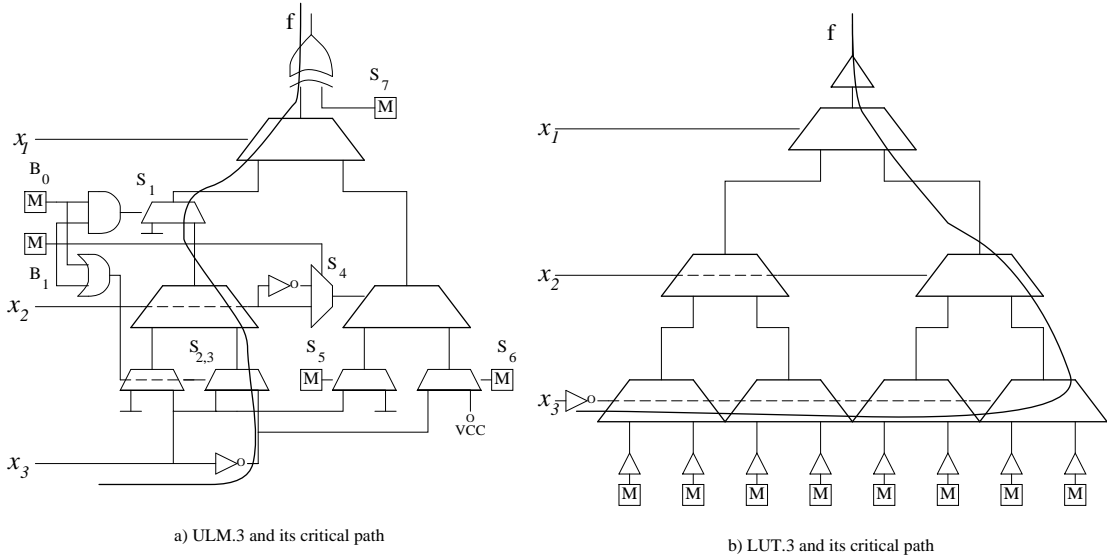 f
S7
M
x1
B0
S1
M
M
B1
S4
x2
S2,3
S5
S6
M
M
VCC
x3
a) ULM.3 and its critical path
f
x1
x2
x3
M M M M M M M M
b) LUT.3 and its critical path